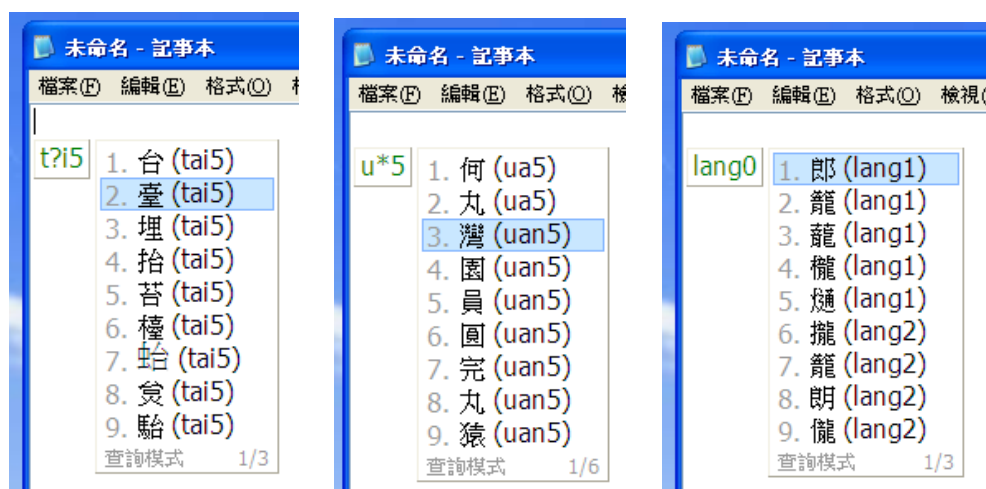 未命名 - 記事本
檔案(F) 編輯(E) 格式(O)
t?i5
1. 台 (tai5)
2. 臺 (tai5)
3. 埋 (tai5)
4. 抬 (tai5)
5. 苔 (tai5)
6. 檯 (tai5)
7. 虫台 (tai5)
8. 炱 (tai5)
9. 駘 (tai5)
查詢模式 1/3
未命名 - 記事本
檔案(F) 編輯(E) 格式(O) 檢
u*5
1. 何 (ua5)
2. 丸 (ua5)
3. 灣 (uan5)
4. 園 (uan5)
5. 員 (uan5)
6. 圓 (uan5)
7. 完 (uan5)
8. 丸 (uan5)
9. 猿 (uan5)
查詢模式 1/6
未命名 - 記事本
檔案(F) 編輯(E) 格式(O) 檢視(
lang0
1. 郎 (lang1)
2. 籠 (lang1)
3. 蘢 (lang1)
4. 櫳 (lang1)
5. (lang1)
6. 攏 (lang2)
7. 籠 (lang2)
8. 朗 (lang2)
9. 儱 (lang2)
查詢模式 1/3